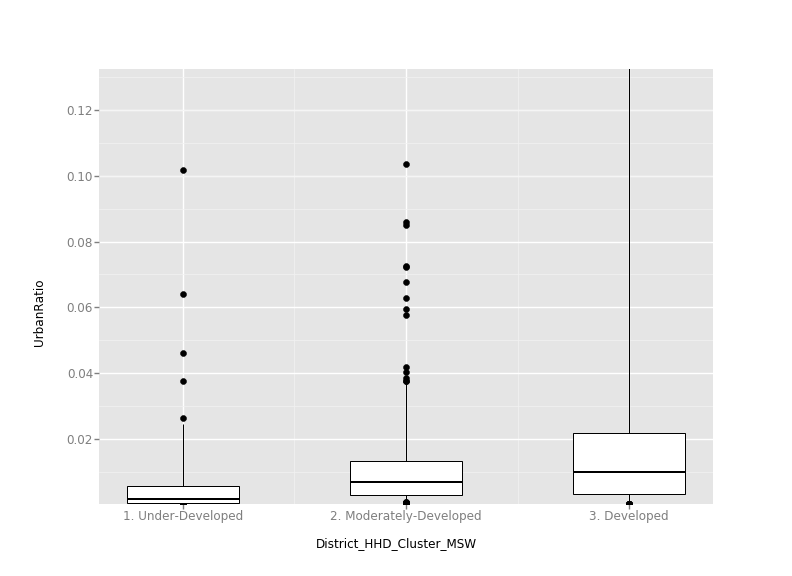 0.12
0.10
0.08
0.06
0.04
0.02
UrbanRatio
1. Under-Developed
2. Moderately-Developed
3. Developed
District_HHD_Cluster_MSW